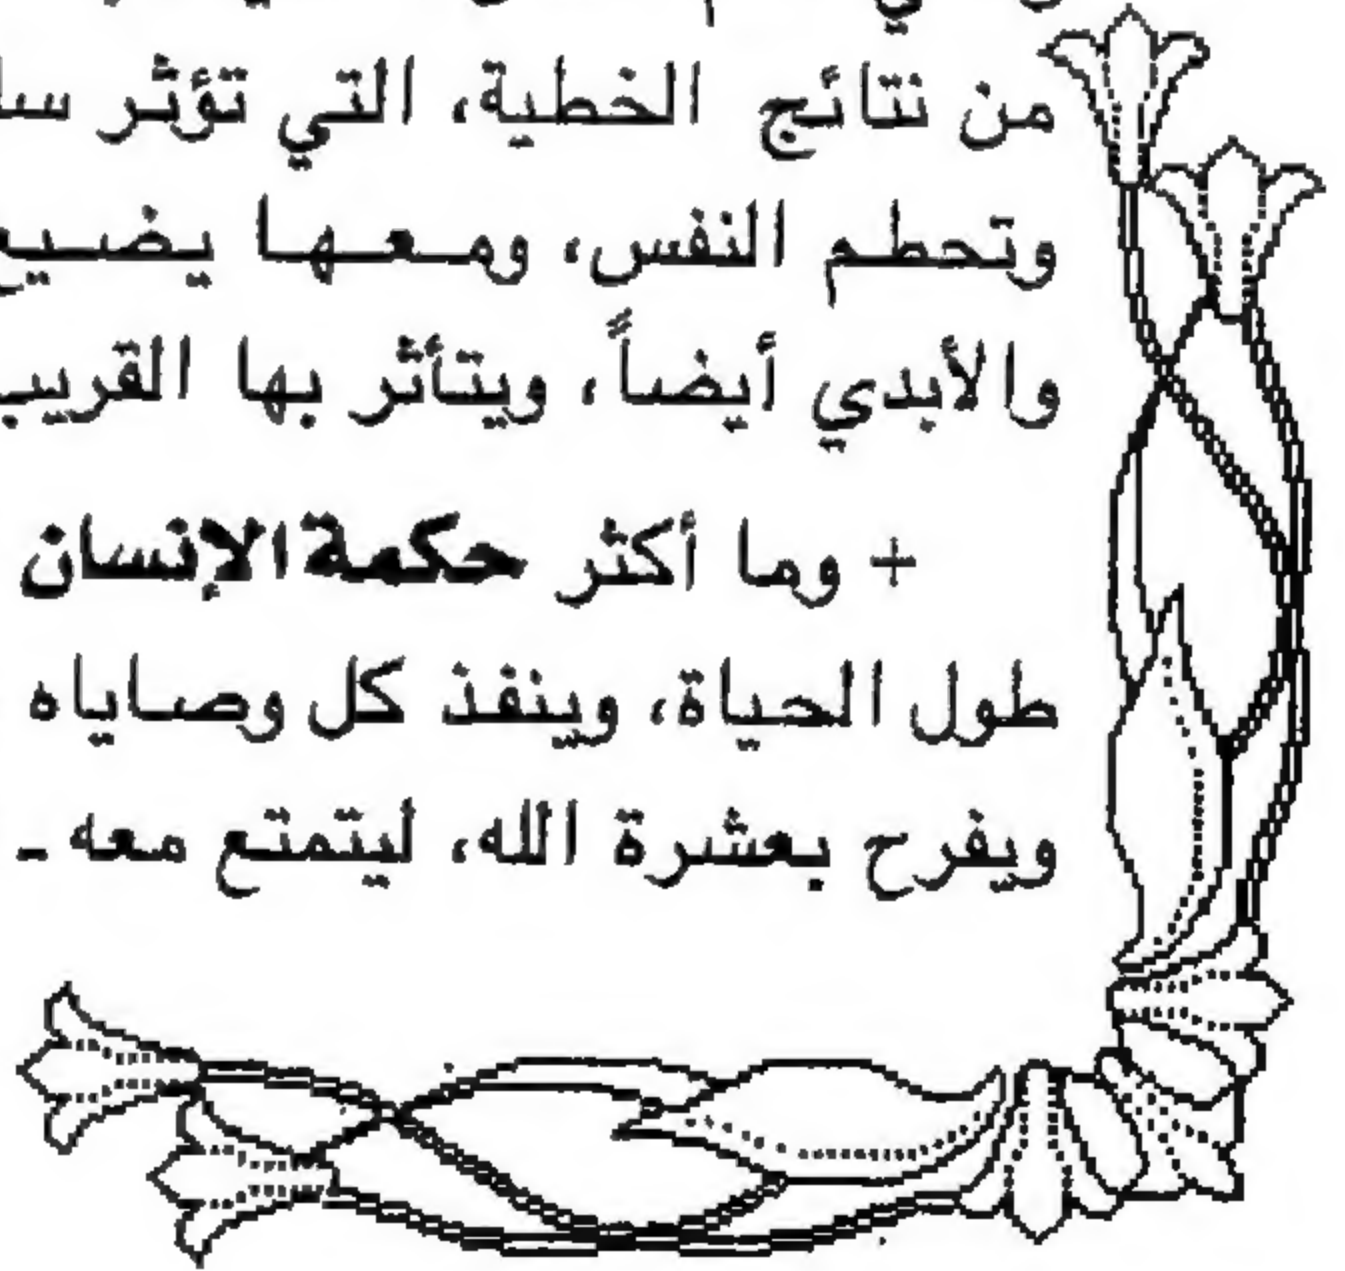 من نتائج الخطية، التي تؤثر
وتحطم النفس، ومعها يضيع
والأبدي أيضاً، ويتأثر بها القريب
+ وما أكثر حكمة الإنسان
طول الحياة، وينفذ كل وصاياه
ويفرح بعشرة الله، ليتمتع معه ـ